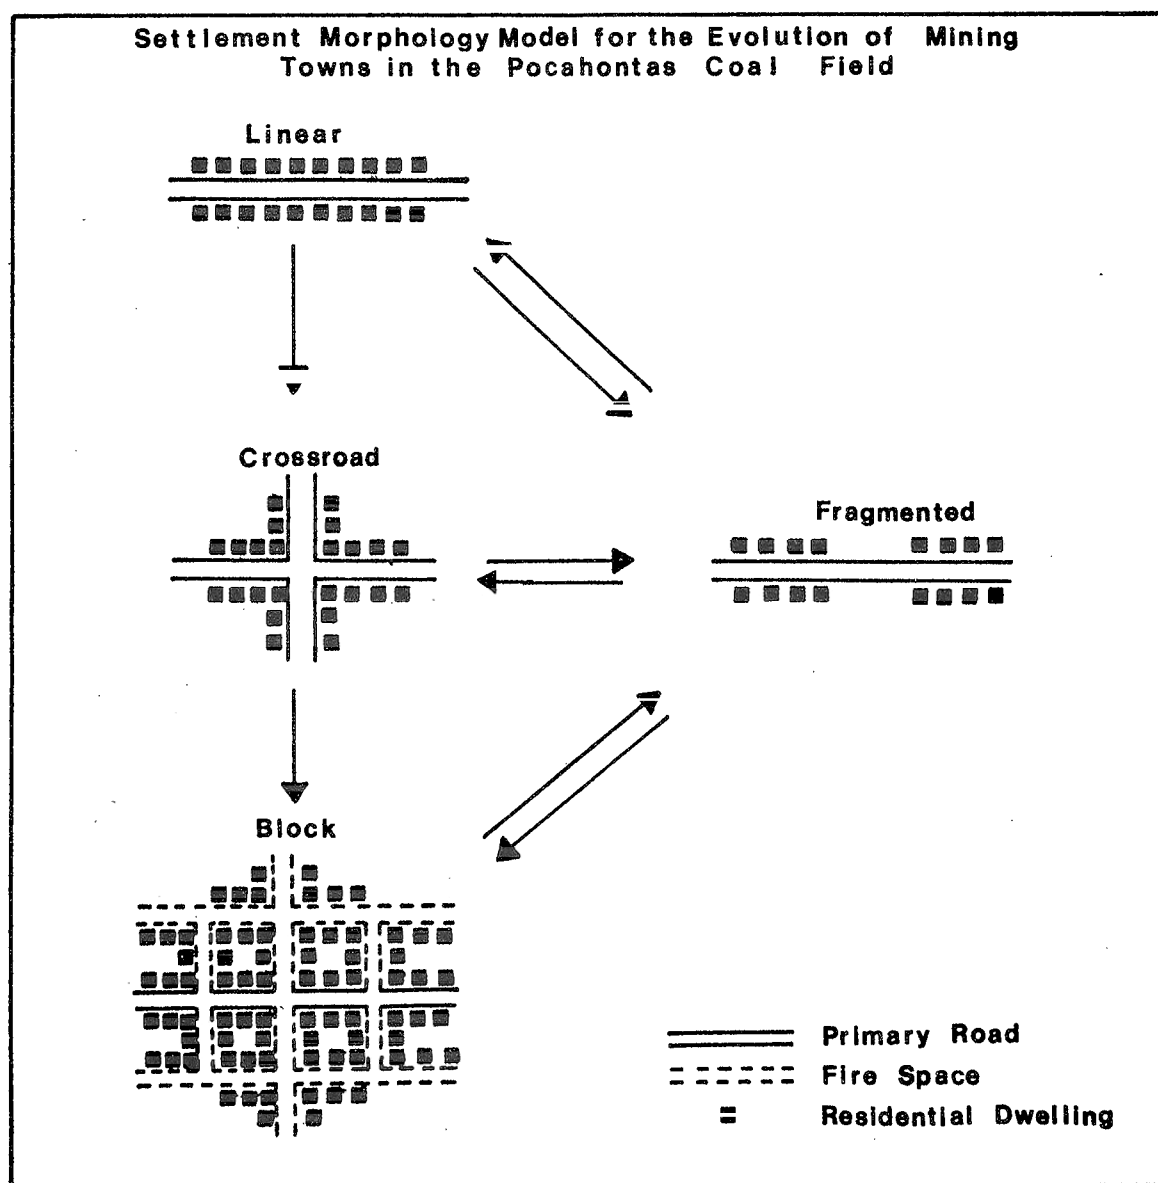 Settlement Morphology Model for the Evolution of Mining
Towns in the Pocahontas Coal Field
Linear
Crossroad
Fragmented
Block
Primary Road
Fire Space
Residential Dwelling